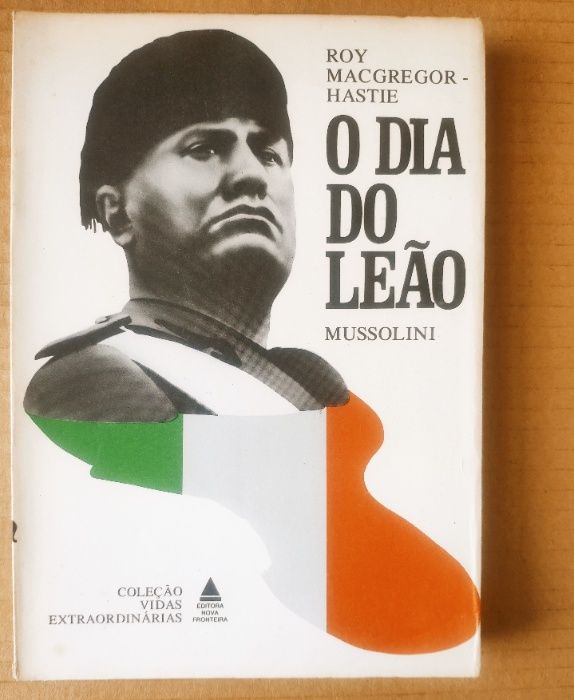 ROY
MACGREGOR-
HASTIE
O DIA
DO
LEÃO
MUSSOLINI
COLEÇÃO
VIDAS
EXTRAORDINÁRIAS
EDITORA
NOVA
FRONTEIRA